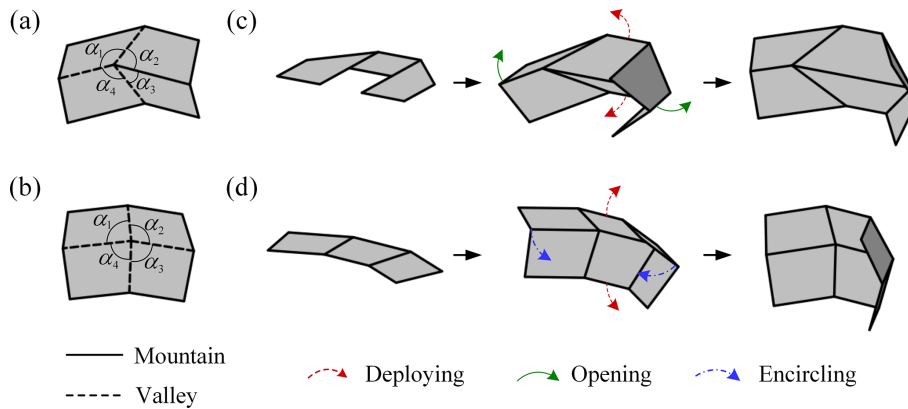 (a)
α1
α2
α3
α4
(c)
(b)
α1
α2
α3
α4
(d)
Mountain
Valley
Deploying
Opening
Encircling